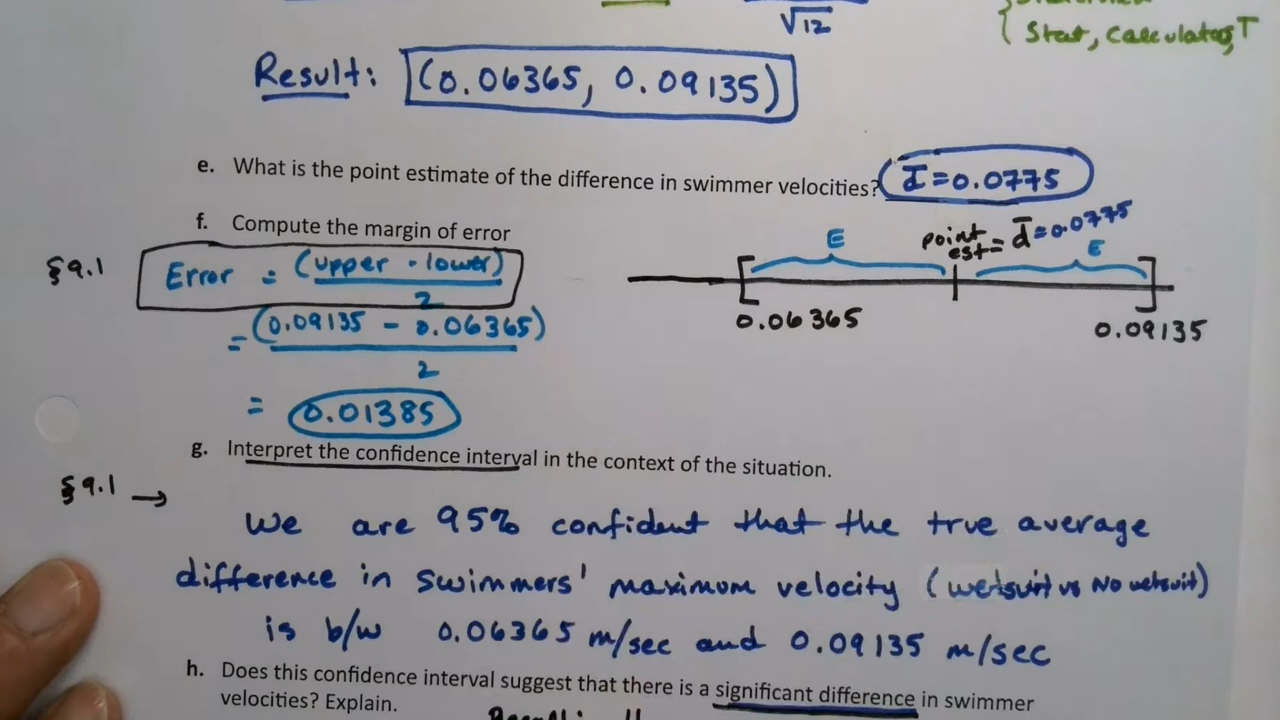 √12
Stat, Calculator, T
Result: (0.06365, 0.09135)
e. What is the point estimate of the difference in swimmer velocities? d̄=0.0775
f. Compute the margin of error
point est = d̄=0.0775
E
E
§9.1
Error = (upper - lower)
2
0.06365
0.09135
= (0.09135 - 0.06365)
2
= 0.01385
g. Interpret the confidence interval in the context of the situation.
§9.1 →
We are 95% confident that the true average
difference in swimmers' maximum velocity (wetsuit vs No wetsuit)
is b/w 0.06365 m/sec and 0.09135 m/sec
h. Does this confidence interval suggest that there is a significant difference in swimmer
velocities? Explain.